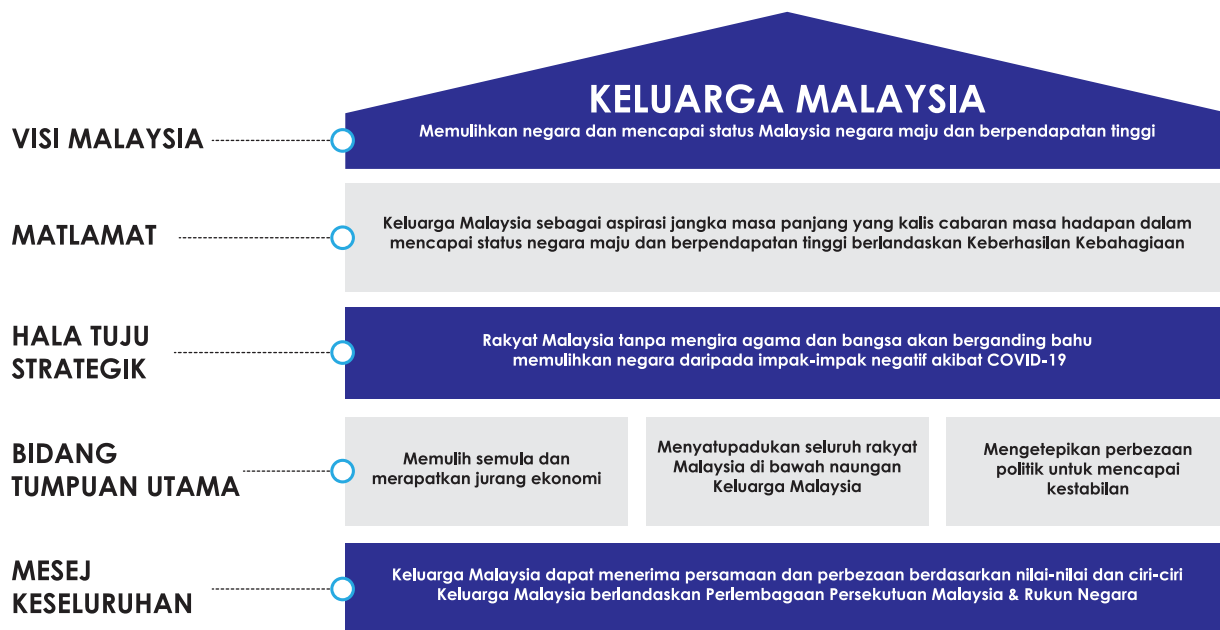 KELUARGA MALAYSIA
VISI MALAYSIA
Memulihkan negara dan mencapai status Malaysia negara maju dan berpendapatan tinggi
MATLAMAT
Keluarga Malaysia sebagai aspirasi jangka masa panjang yang kalis cabaran masa hadapan dalam
mencapai status negara maju dan berpendapatan tinggi berlandaskan Keberhasilan Kebahagiaan
HALA TUJU
STRATEGIK
Rakyat Malaysia tanpa mengira agama dan bangsa akan berganding bahu
memulihkan negara daripada impak-impak negatif akibat COVID-19
BIDANG
TUMPUAN UTAMA
Memulih semula dan
merapatkan jurang ekonomi
Menyatupadukan seluruh rakyat
Malaysia di bawah naungan
Keluarga Malaysia
Mengetepikan perbezaan
politik untuk mencapai
kestabilan
MESEJ
KESELURUHAN
Keluarga Malaysia dapat menerima persamaan dan perbezaan berdasarkan nilai-nilai dan ciri-ciri
Keluarga Malaysia berlandaskan Perlembagaan Persekutuan Malaysia & Rukun Negara